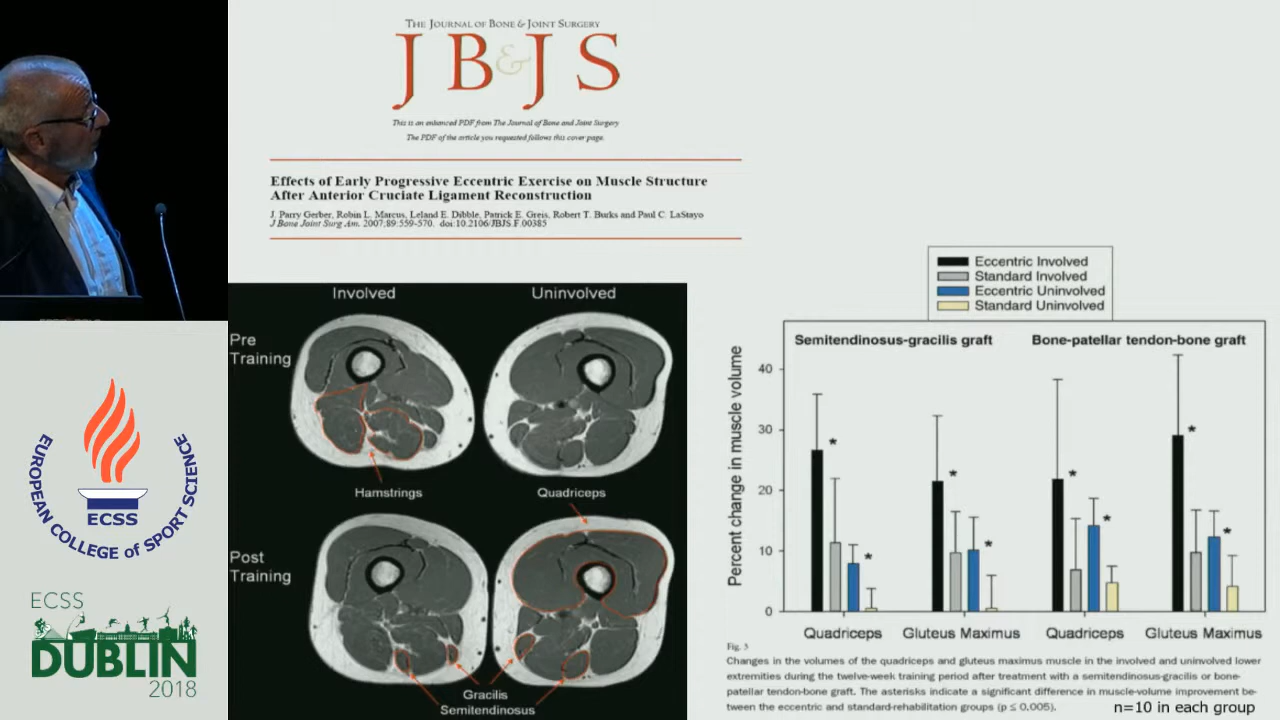 THE JOURNAL OF BONE & JOINT SURGERY
JB&JS
This is an enhanced PDF from The Journal of Bone and Joint Surgery
The PDF of the article you requested follows this cover page.
Effects of Early Progressive Eccentric Exercise on Muscle Structure
After Anterior Cruciate Ligament Reconstruction
J. Parry Gerber, Robin L. Marcus, Leland E. Dibble, Patrick E. Greis, Robert T. Burks and Paul C. LaStayo
J Bone Joint Surg Am. 2007;89:559-570. doi:10.2106/JBJS.F.00385
Involved
Uninvolved
Pre
Training
Hamstrings
Quadriceps
Post
Training
Gracilis
Semitendinosus
Eccentric Involved
Standard Involved
Eccentric Uninvolved
Standard Uninvolved
Semitendinosus-gracilis graft
Bone-patellar tendon-bone graft
Percent change in muscle volume
40
30
20
10
0
* * * * * * * *
Quadriceps
Gluteus Maximus
Quadriceps
Gluteus Maximus
Fig. 3
Changes in the volumes of the quadriceps and gluteus maximus muscle in the involved and uninvolved lower
extremities during the twelve-week training period after treatment with a semitendinosus-gracilis or bone-
patellar tendon-bone graft. The asterisks indicate a significant difference in muscle-volume improvement be-
tween the eccentric and standard-rehabilitation groups (p ≤ 0.005).
n=10 in each group
EUROPEAN COLLEGE of SPORT SCIENCE
ECSS
ECSS
DUBLIN
2018